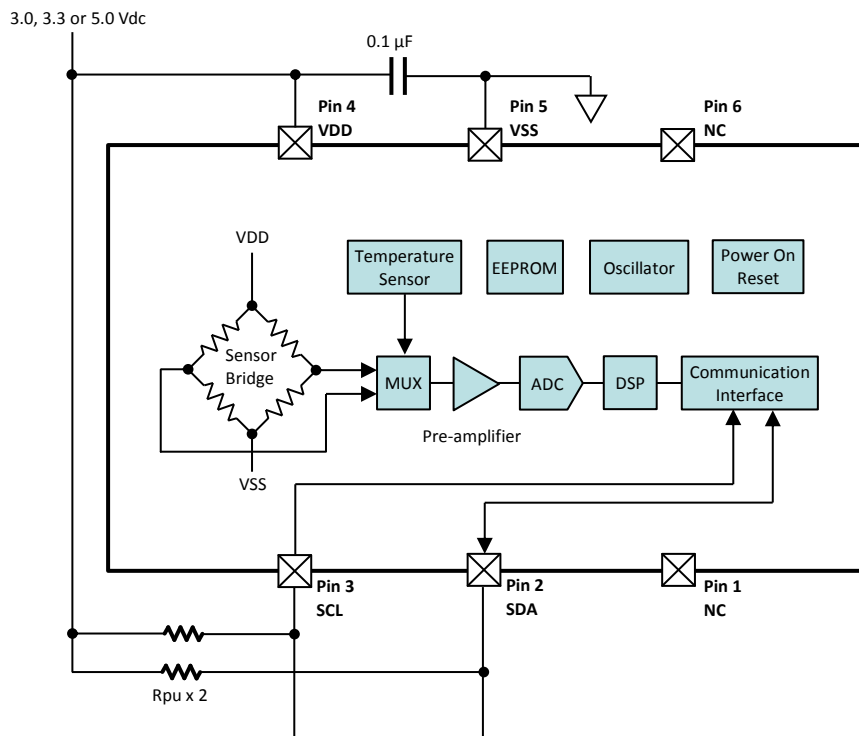 3.0, 3.3 or 5.0 Vdc
0.1 µF
Pin 4
VDD
Pin 5
VSS
Pin 6
NC
VDD
Temperature
Sensor
EEPROM
Oscillator
Power On
Reset
Sensor
Bridge
MUX
ADC
DSP
Communication
Interface
Pre-amplifier
VSS
Pin 3
SCL
Pin 2
SDA
Pin 1
NC
Rpu x 2